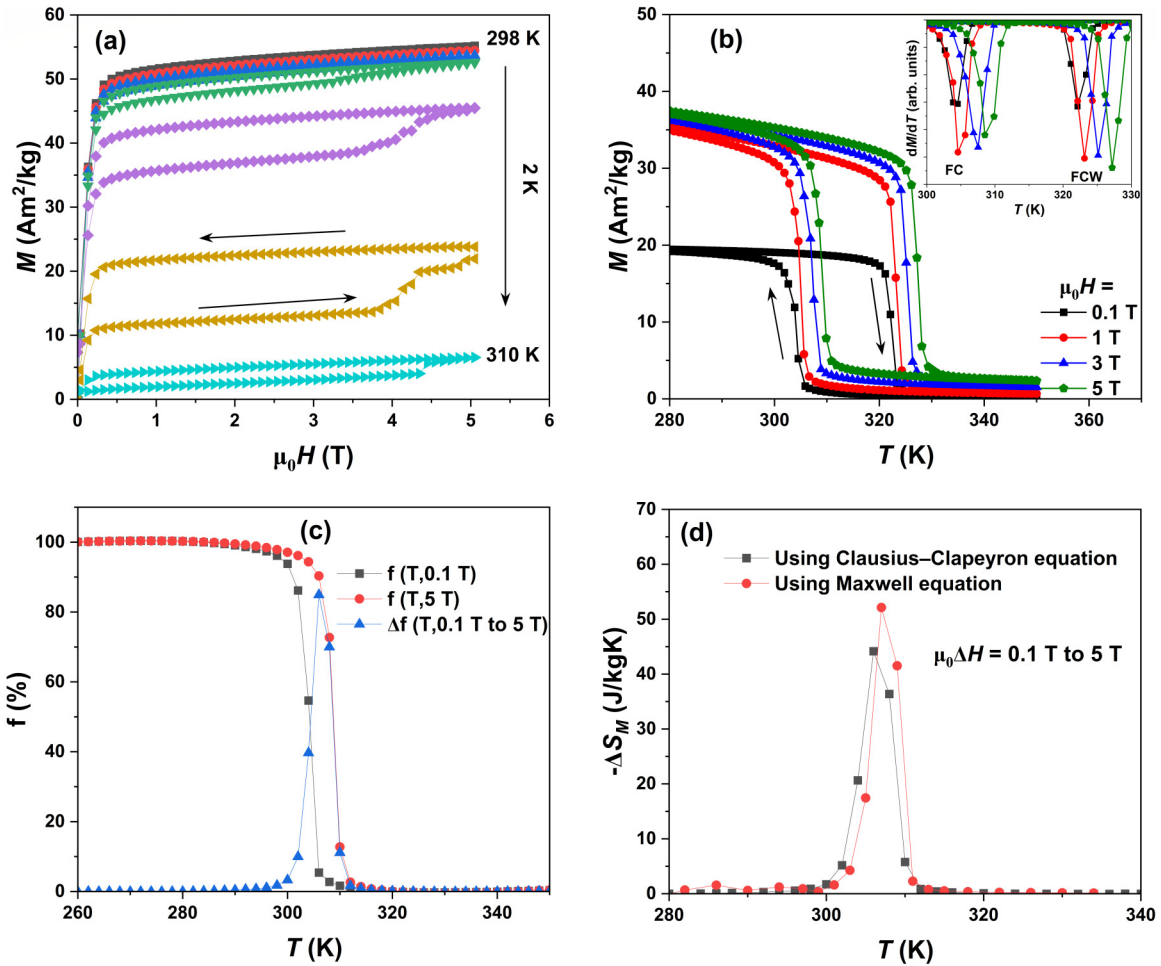 (a)
298 K
2 K
310 K
60
50
40
30
20
10
0
0 1 2 3 4 5 6
M (Am²/kg)
μ₀H (T)
(b)
50
40
30
20
10
0
280 300 320 340 360
M (Am²/kg)
T (K)
dM/dT (arb. units)
FC
FCW
300 310 320 330
T (K)
μ₀H =
0.1 T
1 T
3 T
5 T
(c)
100
80
60
40
20
0
260 280 300 320 340
f (%)
T (K)
f (T,0.1 T)
f (T,5 T)
Δf (T,0.1 T to 5 T)
(d)
70
60
50
40
30
20
10
0
280 300 320 340
-ΔS_M (J/kgK)
T (K)
Using Clausius–Clapeyron equation
Using Maxwell equation
μ₀ΔH = 0.1 T to 5 T